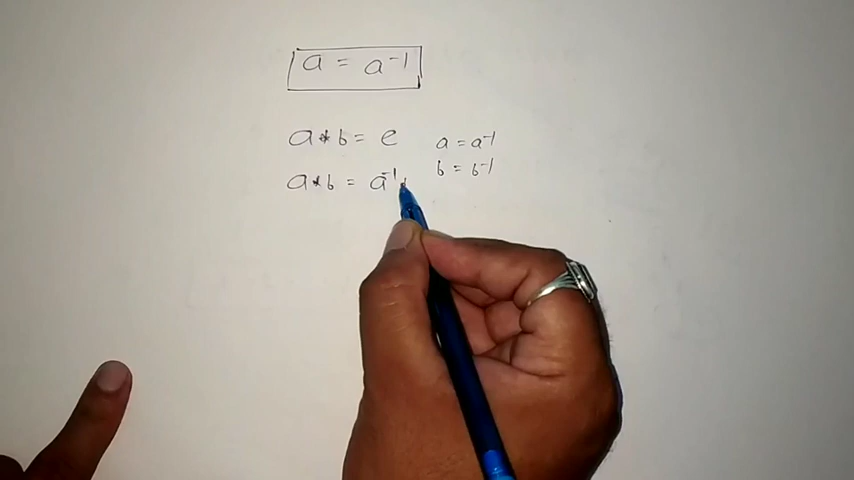 a = a⁻¹
a * b = e
a = a⁻¹
b = b⁻¹
a * b = a⁻¹